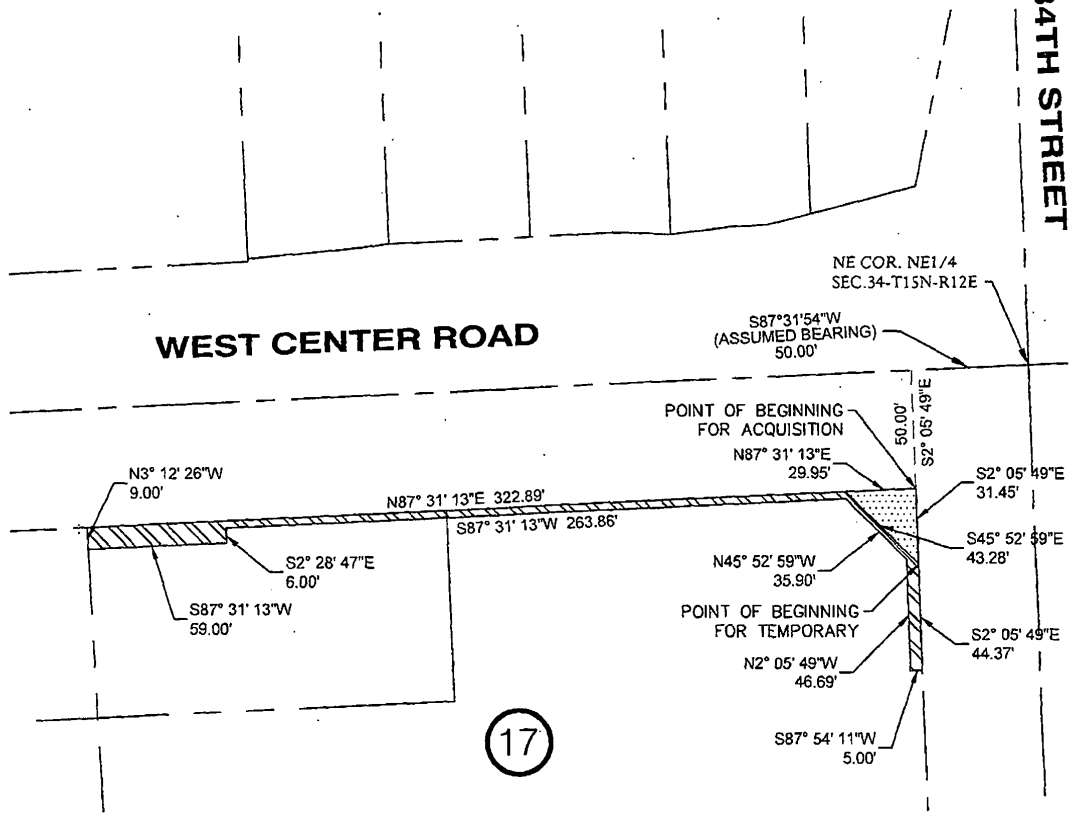 84TH STREET
NE COR. NE1/4
SEC.34-T15N-R12E
S87°31'54"W
(ASSUMED BEARING)
50.00'
WEST CENTER ROAD
50.00'
S2° 05' 49"E
POINT OF BEGINNING
FOR ACQUISITION
N87° 31' 13"E
29.95'
S2° 05' 49"E
31.45'
N3° 12' 26"W
9.00'
N87° 31' 13"E 322.89'
S87° 31' 13"W 263.86'
S2° 28' 47"E
6.00'
S87° 31' 13"W
59.00'
N45° 52' 59"W
35.90'
S45° 52' 59"E
43.28'
POINT OF BEGINNING
FOR TEMPORARY
S2° 05' 49"E
44.37'
N2° 05' 49"W
46.69'
17
S87° 54' 11"W
5.00'